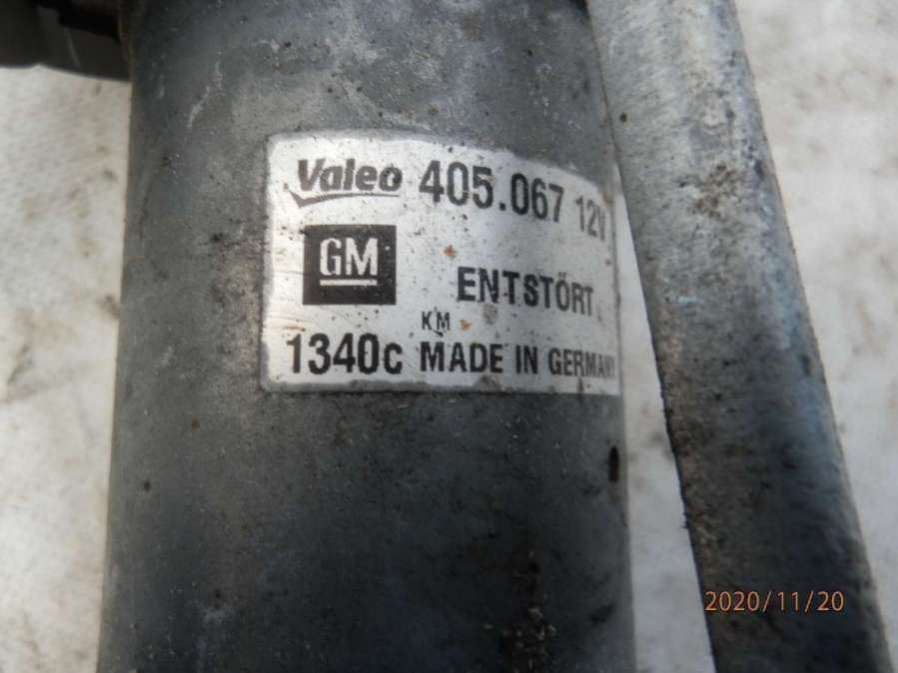 Valeo 405.067 12V
GM
ENTSTÖRT
KM
1340c MADE IN GERMANY
2020/11/20